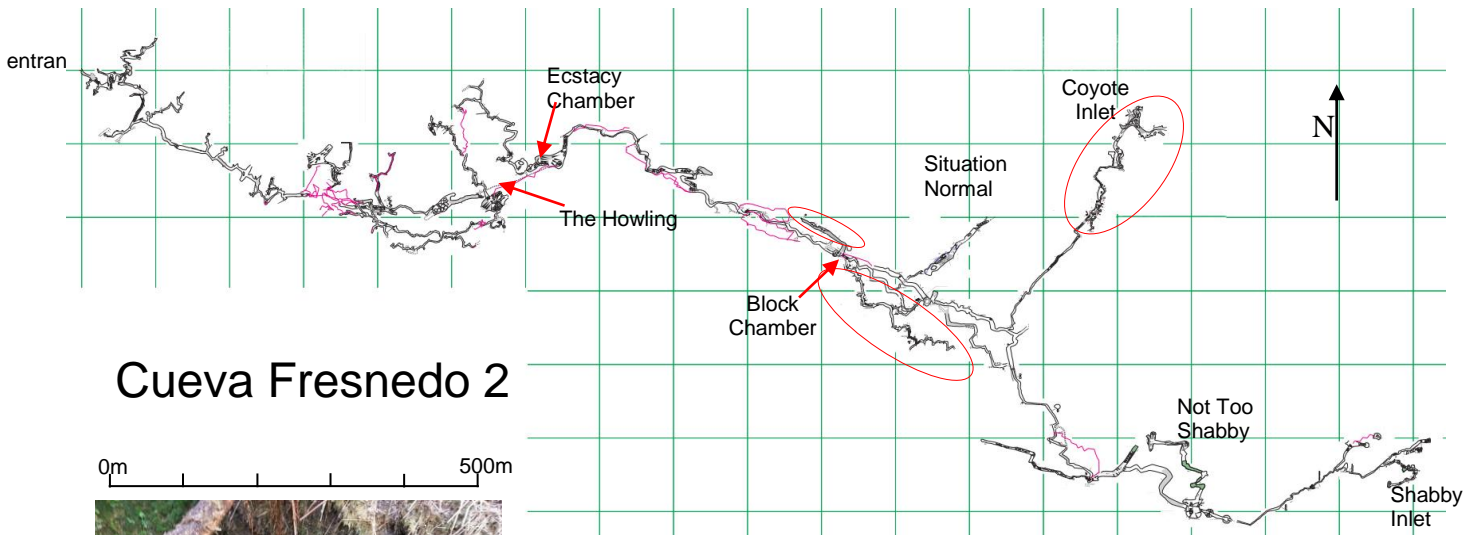 entran
Ecstacy
Chamber
Coyote
Inlet
N
Situation
Normal
The Howling
Block
Chamber
Cueva Fresnedo 2
Not Too
Shabby
0m
500m
Shabby
Inlet